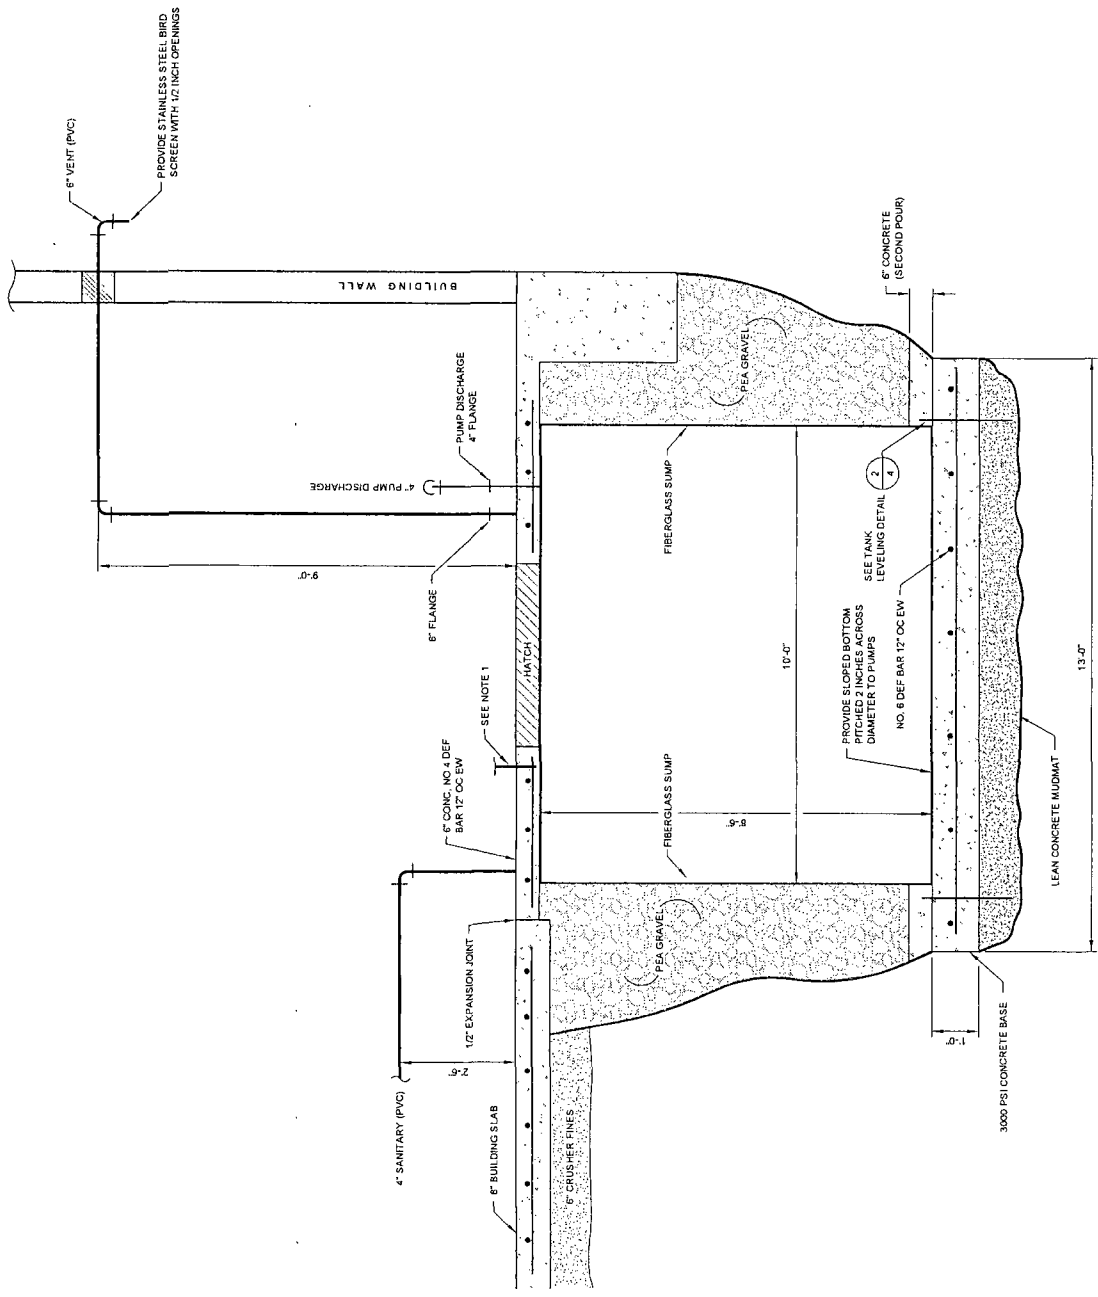 6" VENT (PVC)
PROVIDE STAINLESS STEEL BIRD
SCREEN WITH 1/2 INCH OPENINGS
BUILDING WALL
6" CONCRETE
(SECOND POUR)
PEA GRAVEL
PUMP DISCHARGE
4" FLANGE
4" PUMP DISCHARGE
9'-0"
6" FLANGE
HATCH
SEE NOTE 1
6" CONC, NO 4 DEF
BAR 12" OC EW
FIBERGLASS SUMP
SEE TANK
LEVELING DETAIL
2
4
10'-0"
PROVIDE SLOPED BOTTOM
PITCHED 2 INCHES ACROSS
DIAMETER TO PUMPS
NO. 6 DEF BAR 12" OC EW
13'-0"
FIBERGLASS SUMP
8'-6"
LEAN CONCRETE MUDMAT
4" SANITARY (PVC)
2'-6"
1/2" EXPANSION JOINT
PEA GRAVEL
1'-0"
3000 PSI CONCRETE BASE
6" BUILDING SLAB
6" CRUSHER FINES